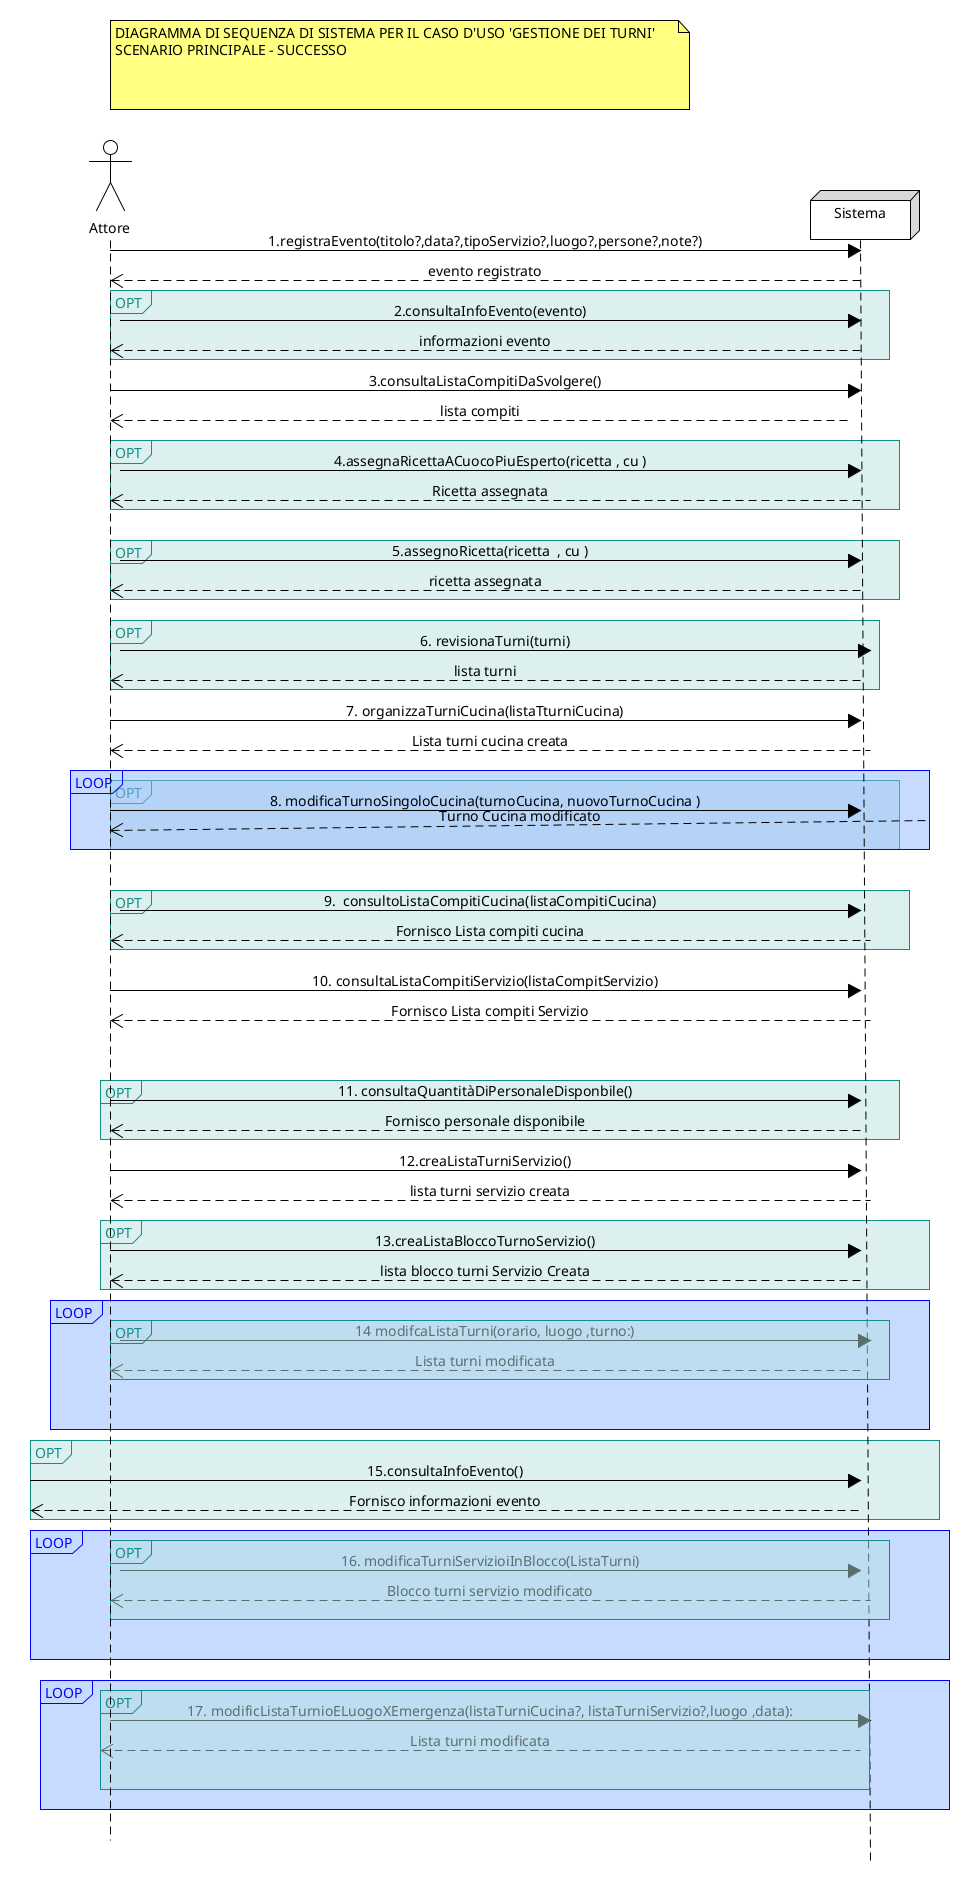 DIAGRAMMA DI SEQUENZA DI SISTEMA PER IL CASO D'USO 'GESTIONE DEI TURNI'
SCENARIO PRINCIPALE - SUCCESSO
Attore
Sistema
1.registraEvento(titolo?,data?,tipoServizio?,luogo?,persone?,note?)
evento registrato
OPT
2.consultaInfoEvento(evento)
informazioni evento
3.consultaListaCompitiDaSvolgere()
lista compiti
OPT
4.assegnaRicettaACuocoPiuEsperto(ricetta , cu )
Ricetta assegnata
OPT
5.assegnoRicetta(ricetta  , cu )
ricetta assegnata
OPT
6. revisionaTurni(turni)
lista turni
7. organizzaTurniCucina(listaTturniCucina)
Lista turni cucina creata
LOOP
OPT
8. modificaTurnoSingoloCucina(turnoCucina, nuovoTurnoCucina )
Turno Cucina modificato
OPT
9.  consultoListaCompitiCucina(listaCompitiCucina)
Fornisco Lista compiti cucina
10. consultaListaCompitiServizio(listaCompitServizio)
Fornisco Lista compiti Servizio
OPT
11. consultaQuantitàDiPersonaleDisponbile()
Fornisco personale disponibile
12.creaListaTurniServizio()
lista turni servizio creata
OPT
13.creaListaBloccoTurnoServizio()
lista blocco turni Servizio Creata
LOOP
OPT
14 modifcaListaTurni(orario, luogo ,turno:)
Lista turni modificata
OPT
15.consultaInfoEvento()
Fornisco informazioni evento
LOOP
OPT
16. modificaTurniServizioiInBlocco(ListaTurni)
Blocco turni servizio modificato
LOOP
OPT
17. modificListaTurnioELuogoXEmergenza(listaTurniCucina?, listaTurniServizio?,luogo ,data):
Lista turni modificata